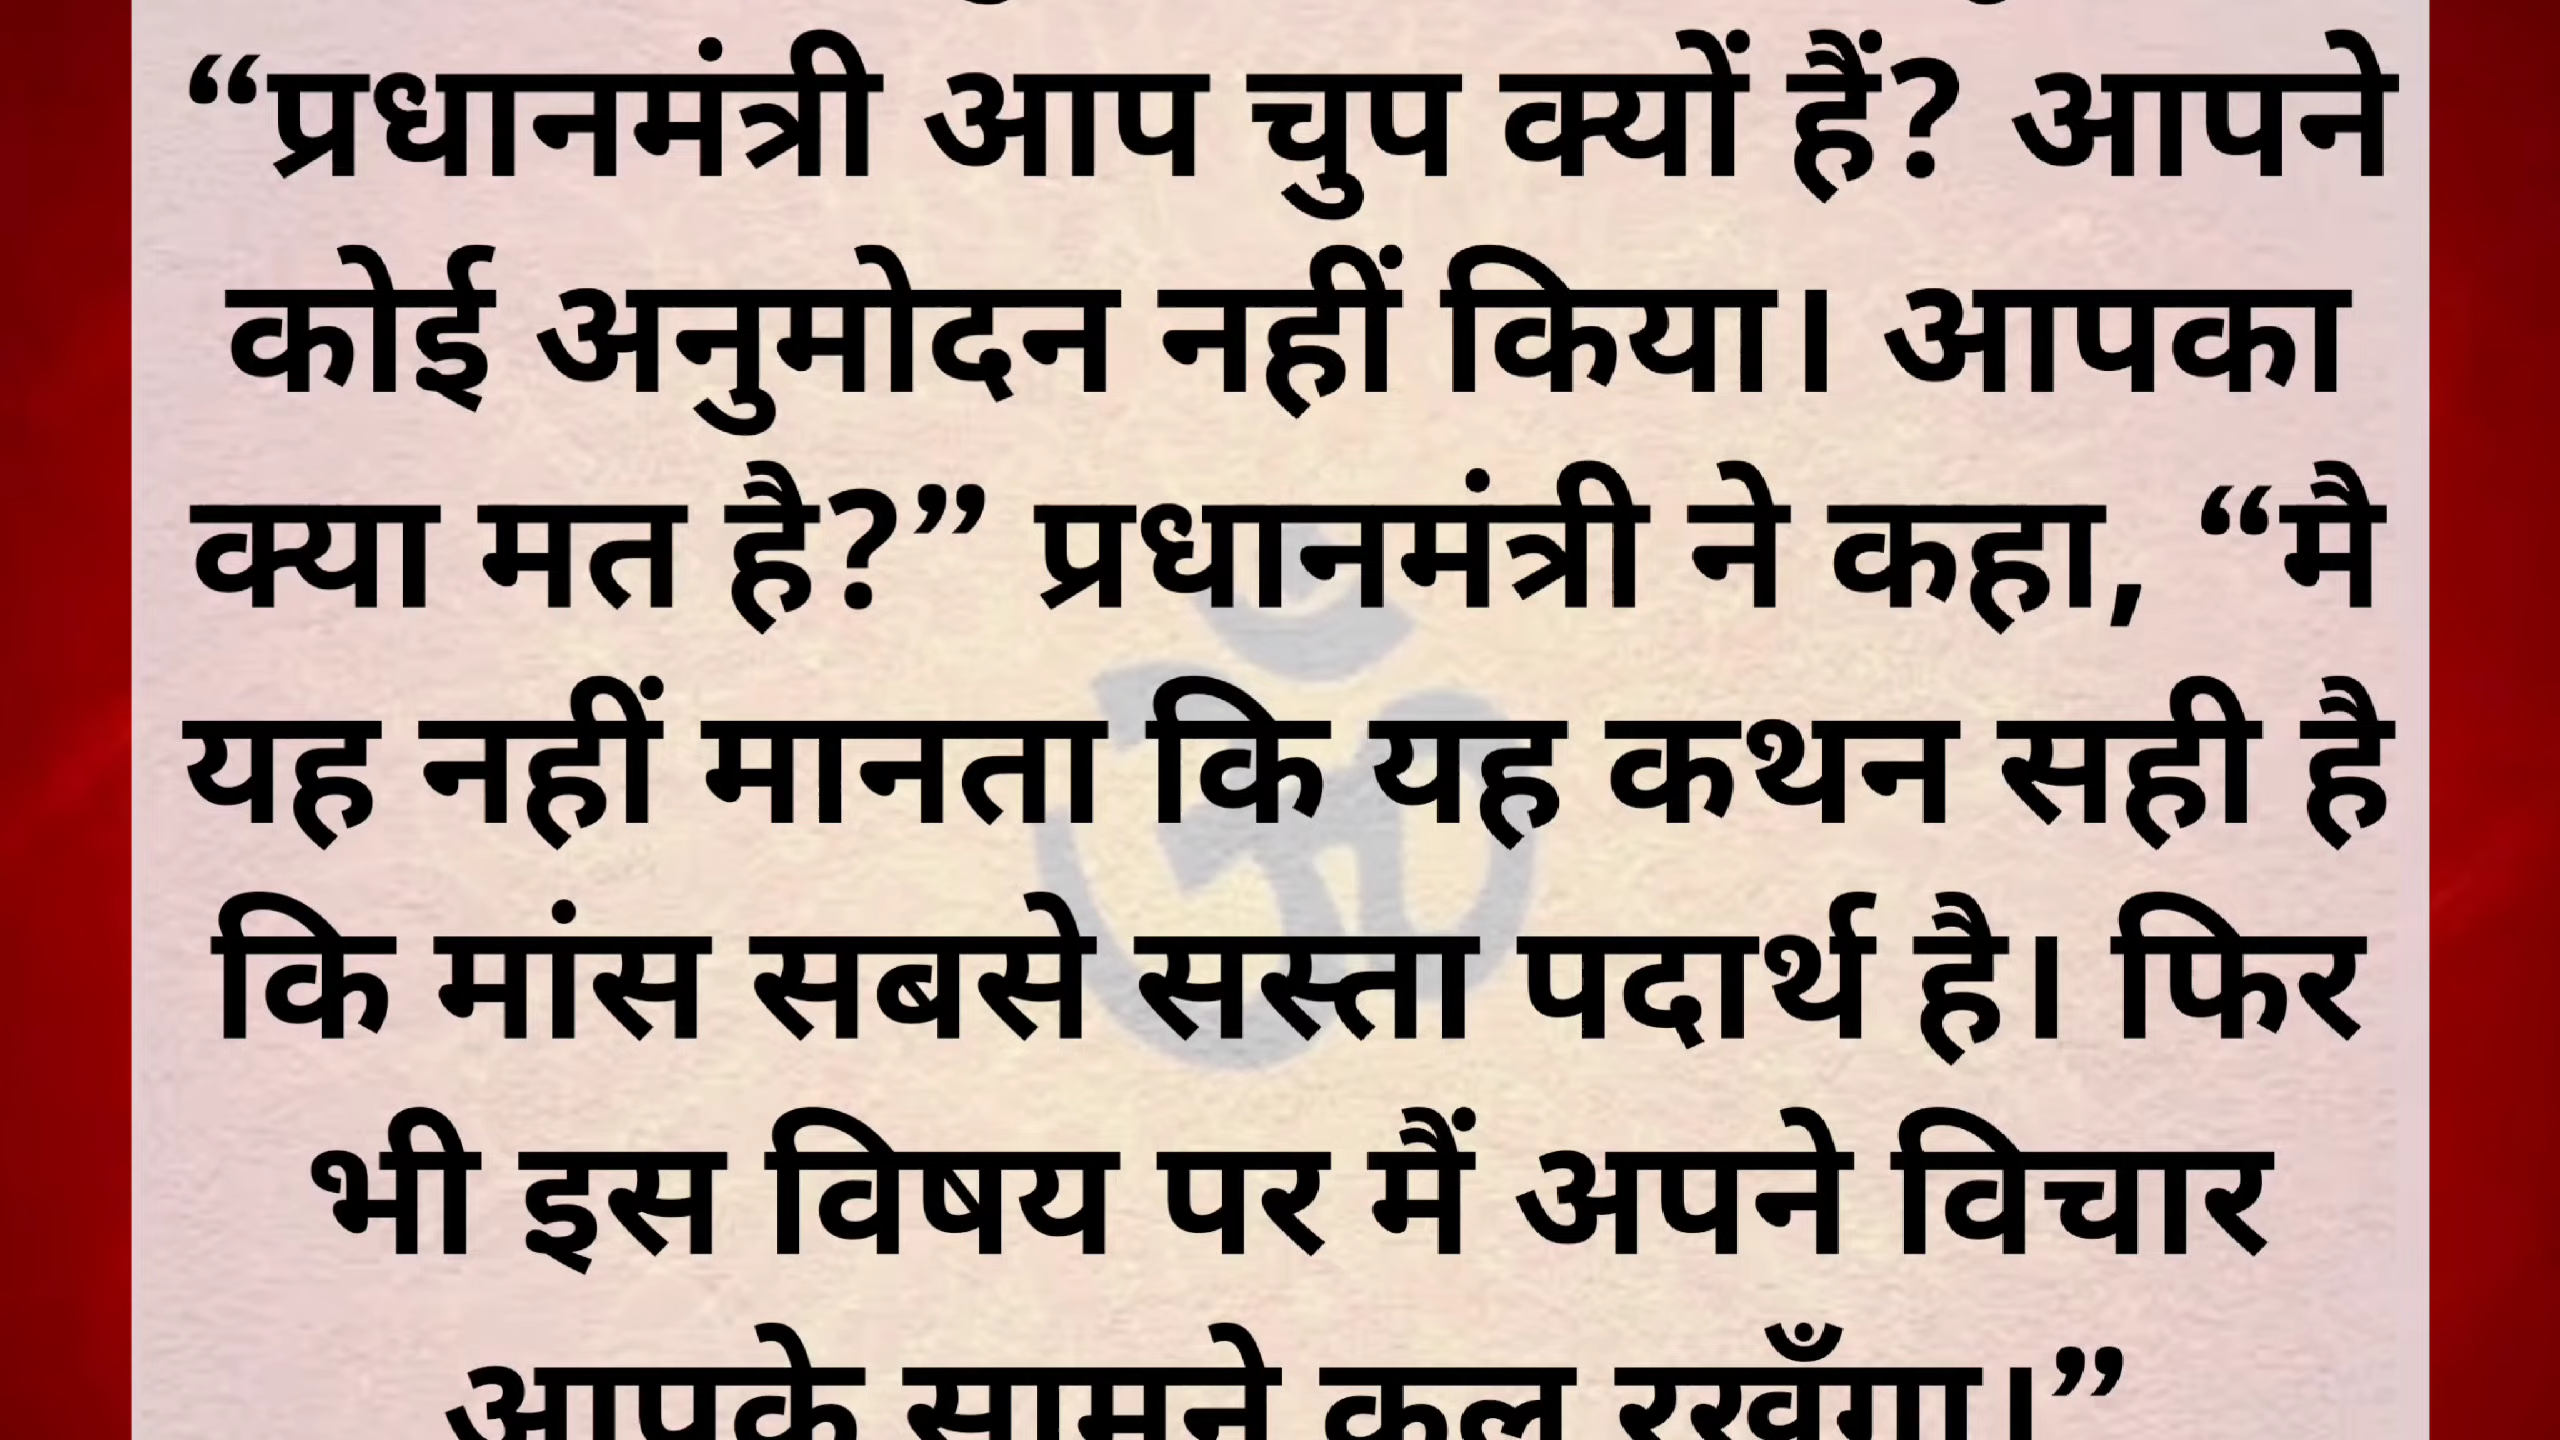 “प्रधानमंत्री आप चुप क्यों हैं? आपने
कोई अनुमोदन नहीं किया। आपका
क्या मत है?” प्रधानमंत्री ने कहा, “मै
यह नहीं मानता कि यह कथन सही है
कि मांस सबसे सस्ता पदार्थ है। फिर
भी इस विषय पर मैं अपने विचार
आपके सामने कल रखूँगा।”